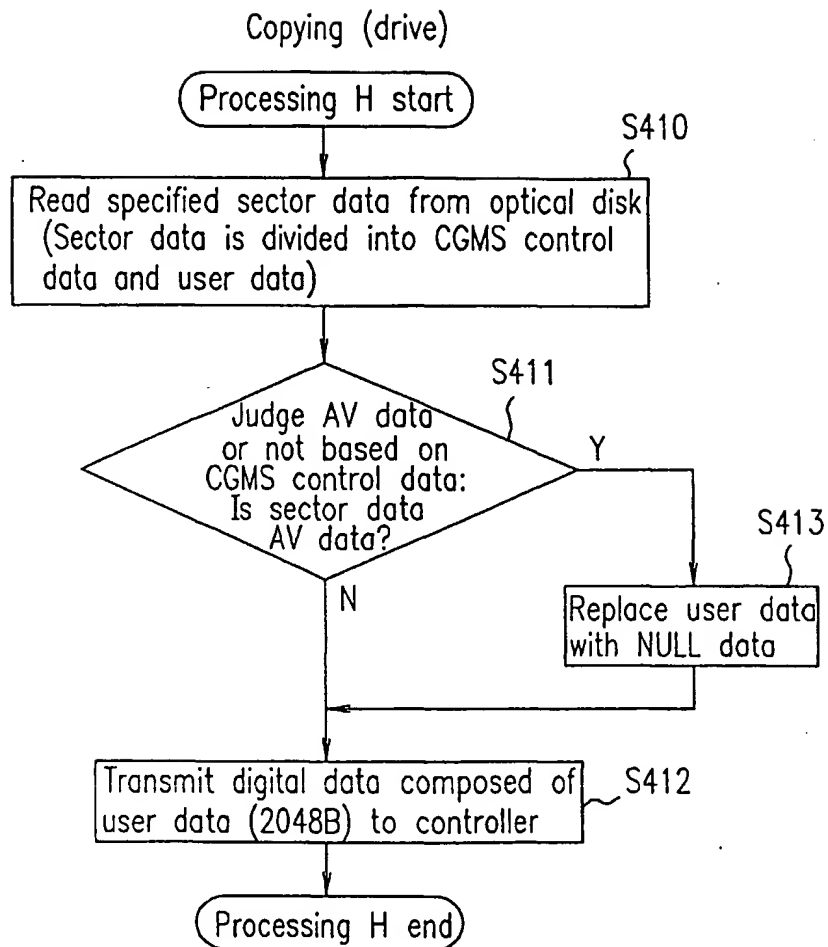 Copying (drive)
Processing H start
S410
Read specified sector data from optical disk
(Sector data is divided into CGMS control
data and user data)
S411
Judge AV data
or not based on
CGMS control data:
Is sector data
AV data?
Y
N
S413
Replace user data
with NULL data
Transmit digital data composed of
user data (2048B) to controller
S412
Processing H end